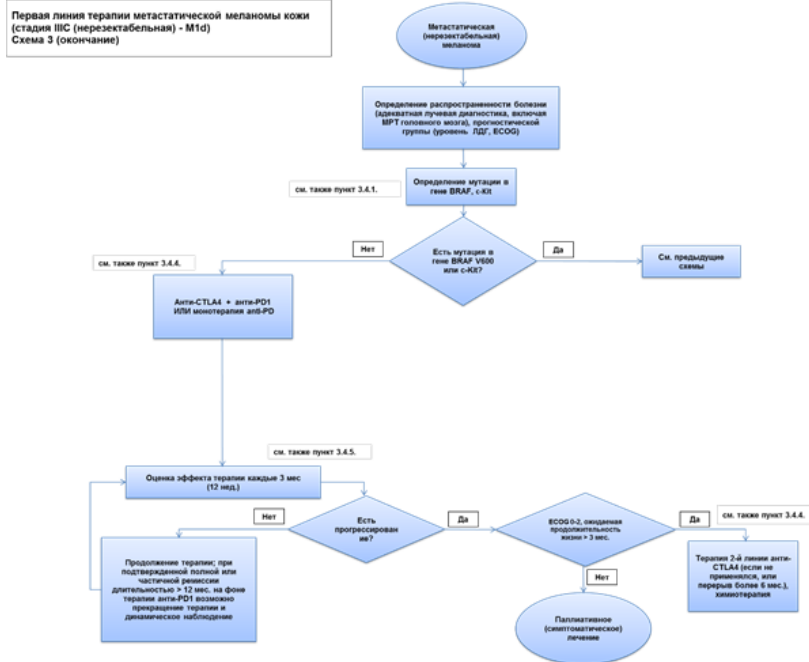 Первая линия терапии метастатической меланомы кожи
(стадия IIIC (нерезектабельная) - M1d)
Схема 3 (окончание)
Метастатическая
(нерезектабельная)
меланома
Определение распространенности болезни
(адекватная лучевая диагностика, включая
МРТ головного мозга), прогностической
группы (уровень ЛДГ, ECOG)
см. также пункт 3.4.1.
Определение мутации в
гене BRAF, c-Kit
Нет
Есть мутация в
гене BRAF V600
или c-Kit?
Да
См. предыдущие
схемы
см. также пункт 3.4.4.
Анти-CTLA4 + анти-PD1
ИЛИ монотерапия anti-PD
см. также пункт 3.4.5.
Оценка эффекта терапии каждые 3 мес
(12 нед.)
Нет
Есть
прогрессирован
ие?
Да
ECOG 0-2, ожидаемая
продолжительность
жизни > 3 мес.
Да
см. также пункт 3.4.4.
Продолжение терапии; при
подтвержденной полной или
частичной ремиссии
длительностью > 12 мес. на фоне
терапии анти-PD1 возможно
прекращение терапии и
динамическое наблюдение
Терапия 2-й линии анти-
CTLA4 (если не
применялся, или
перерыв более 6 мес.),
химиотерапия
Нет
Паллиативное
(симптоматическое)
лечение